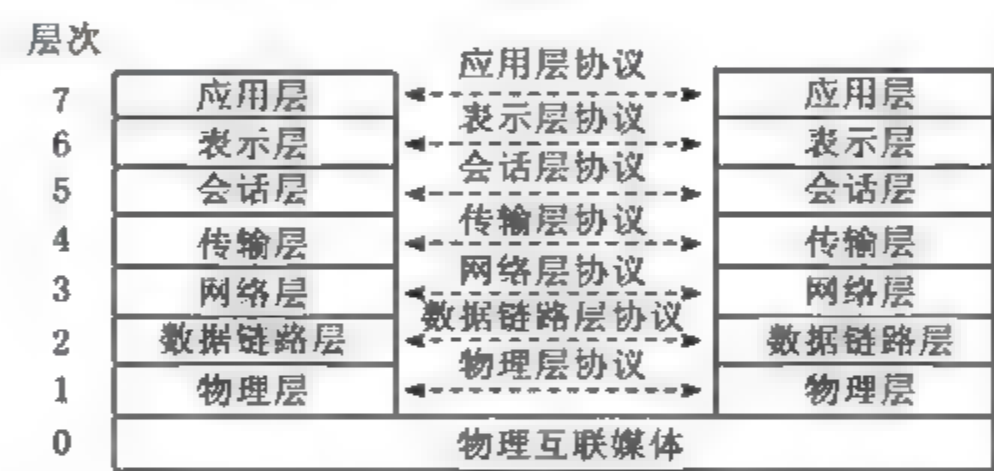 层次
应用层协议
7 应用层 应用层
表示层协议
6 表示层 表示层
会话层协议
5 会话层 会话层
传输层协议
4 传输层 传输层
网络层协议
3 网络层 网络层
数据链路层协议
2 数据链路层 数据链路层
物理层协议
1 物理层 物理层
0 物理互联媒体